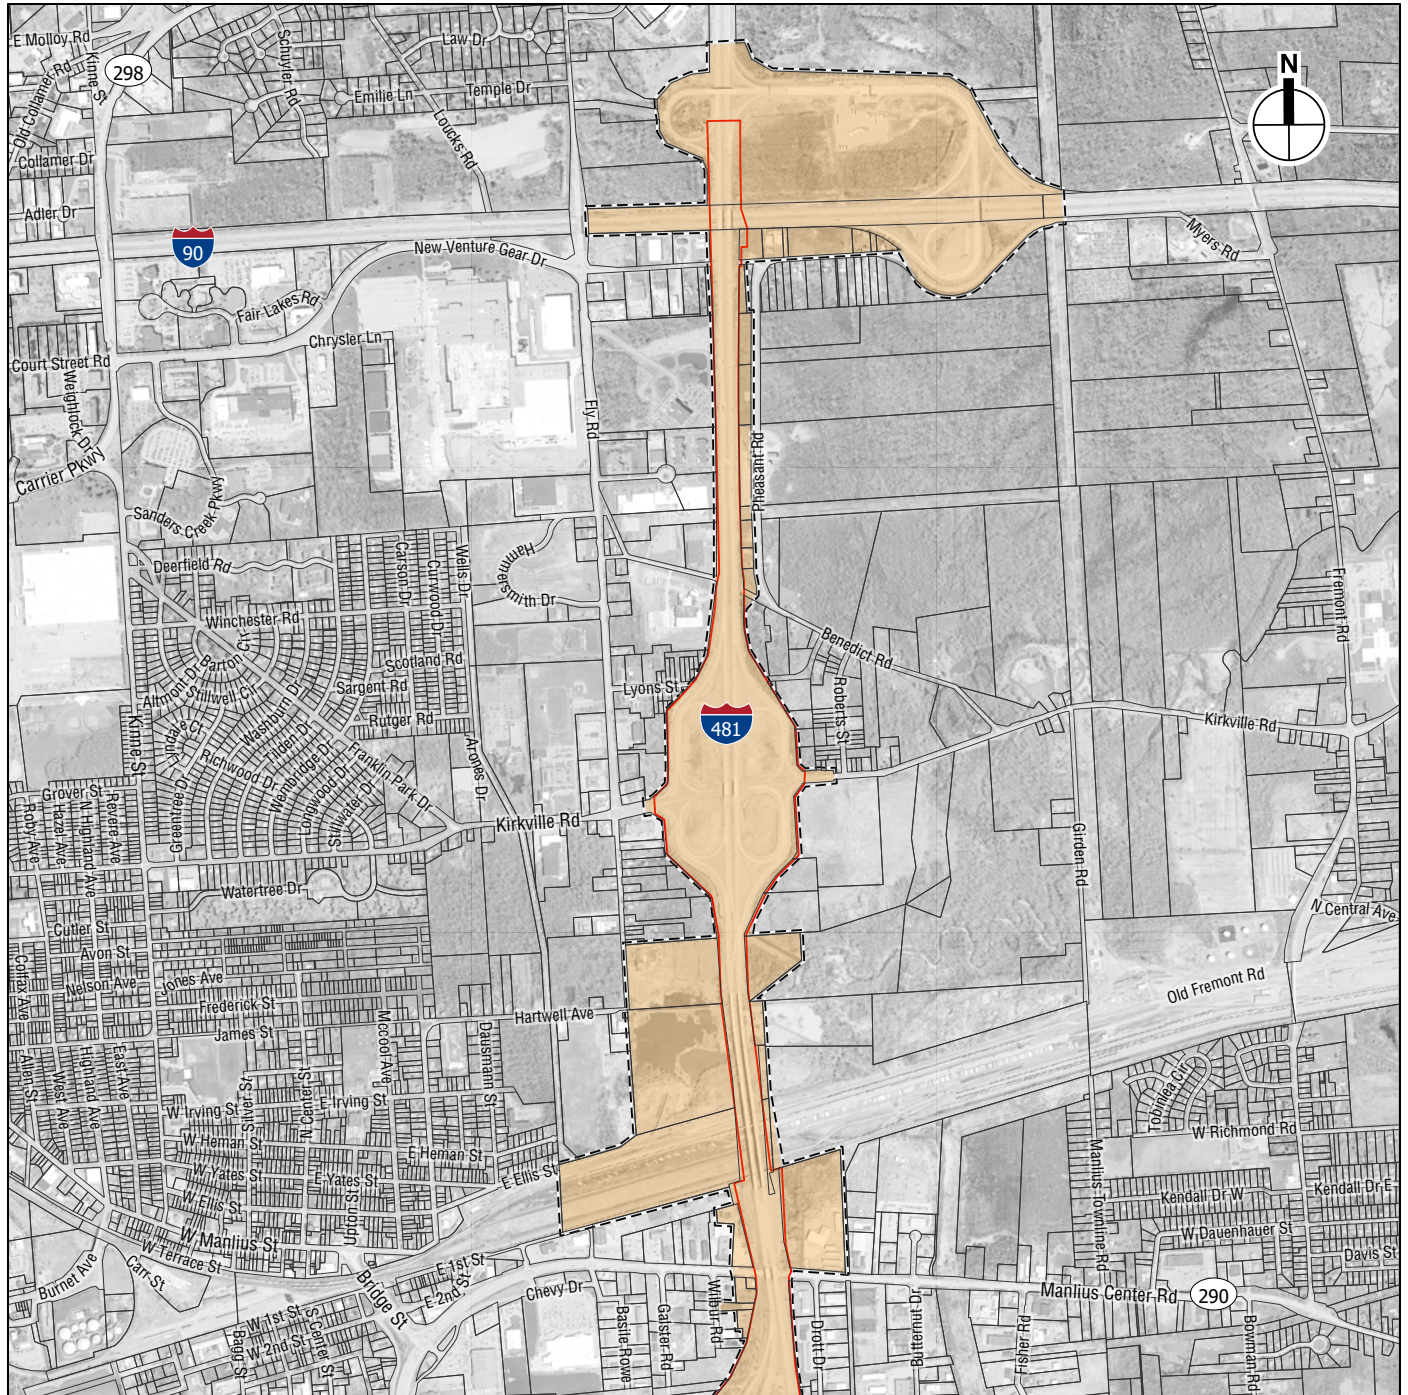 E Molloy Rd
298
Kinne St
Old Collamer Rd
Schuyler Rd
Law Dr
Emilie Ln
Temple Dr
Loucks Rd
Collamer Dr
Adler Dr
90
New Venture Gear Dr
Fair Lakes Rd
Chrysler Ln
Court Street Rd
Weighlock Dr
Carrier Pkwy
Sanders Creek Pkwy
Fly Rd
Pheasant Rd
N
Myers Rd
Fremont Rd
Deerfield Rd
Carson Dr
Curwood Dr
Wells Dr
Hammersmith Dr
Winchester Rd
Barton Ct
Scotland Rd
Altmont Dr
Stillwell Cir
Sargent Rd
Lyndale Ct
Washburn Dr
Rutger Rd
Tilden Dr
Kinne St
Richwood Dr
Wembridge Dr
Longwood Dr
Stillwater Dr
Franklin Park Dr
Arones Dr
Greentree Dr
Lyons St
481
Benedict Rd
Roberts St
Kirkville Rd
Kirkville Rd
Girden Rd
Grover St
Roby Ave
Hazel Ave
N Highland Ave
Revere Ave
Watertree Dr
Cutler St
Avon St
Nelson Ave
Jones Ave
Frederick St
James St
Colfax Ave
Hartwell Ave
N Central Ave
Old Fremont Rd
Allen St
West Ave
Highland Ave
East Ave
Silver St
N Carter St
Mccool Ave
Dausmann St
W Irving St
E Irving St
W Heman St
E Heman St
W Yates St
E Yates St
W Ellis St
E Ellis St
Upton St
W Manlius St
W Terrace St
Burnet Ave
Carr St
Bridge St
E 1st St
E 2nd St
W 1st St
W 2nd St
S Center St
Bagg St
Chevy Dr
Basile Rowe
Galster Rd
Wilbur Rd
Drott Dr
Butternut Dr
Fisher Rd
Manlius Center Rd
290
Bowman Rd
Tobinlea Cir
W Richmond Rd
Manlius Townline Rd
Kendall Dr W
Kendall Dr E
W Dauenhauer St
Davis St